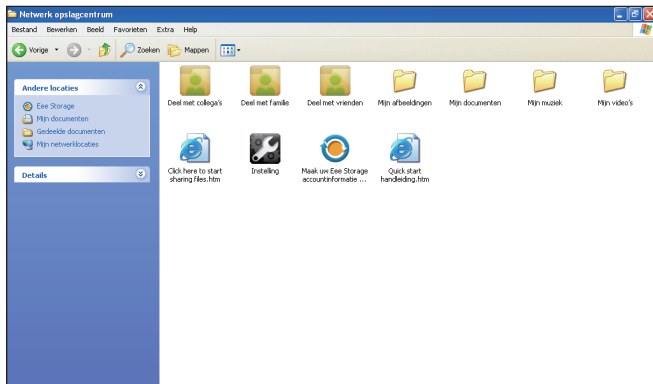 Netwerk opslagcentrum
Bestand Bewerken Beeld Favorieten Extra Help
Vorige Zoeken Mappen
Andere locaties
Eee Storage
Mijn documenten
Gedeelde documenten
Mijn netwerklocaties
Details
Deel met collega's Deel met familie Deel met vrienden Mijn afbeeldingen Mijn documenten Mijn muziek Mijn video's
Click here to start
sharing files.htm
Instelling
Maak uw Eee Storage
accountinformatie ...
Quick start
handleiding.htm